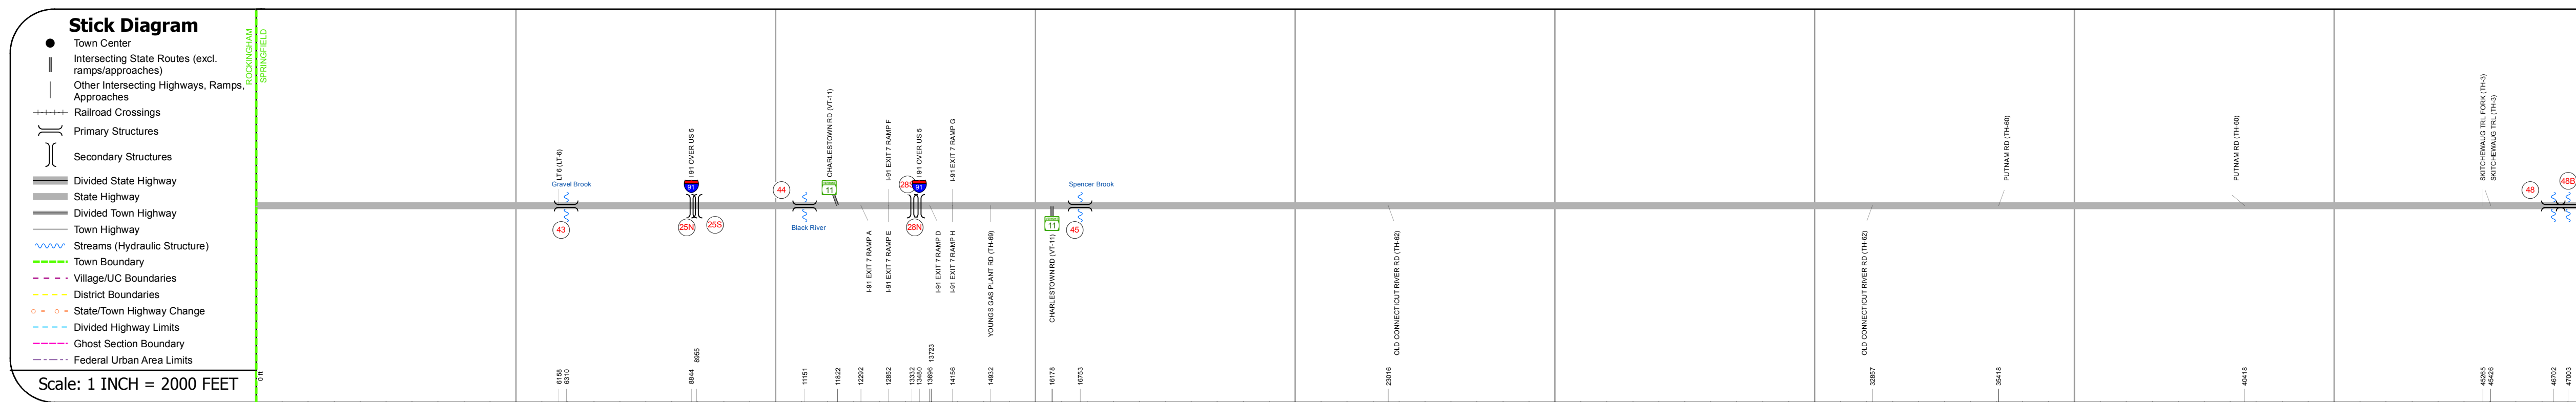 Stick Diagram
Town Center
Intersecting State Routes (excl.
ramps/approaches)
Other Intersecting Highways, Ramps,
Approaches
Railroad Crossings
Primary Structures
Secondary Structures
Divided State Highway
State Highway
Divided Town Highway
Town Highway
Streams (Hydraulic Structure)
Town Boundary
Village/UC Boundaries
District Boundaries
State/Town Highway Change
Divided Highway Limits
Ghost Section Boundary
Federal Urban Area Limits
Scale: 1 INCH = 2000 FEET
ROCKINGHAM
SPRINGFIELD
0 ft
LT 6 (LT-6)
Gravel Brook
43
6158
6310
I 91 OVER US 5
91
25N
25S
8844
8955
44
Black River
11151
CHARLESTOWN RD (VT-11)
11
11822
I-91 EXIT 7 RAMP A
12292
I-91 EXIT 7 RAMP F
I-91 EXIT 7 RAMP E
12852
28S
91
I 91 OVER US 5
28N
13332
13480
I-91 EXIT 7 RAMP D
13696
13723
I-91 EXIT 7 RAMP G
I-91 EXIT 7 RAMP H
14156
YOUNGS GAS PLANT RD (TH-69)
14932
11
CHARLESTOWN RD (VT-11)
16178
Spencer Brook
45
16753
OLD CONNECTICUT RIVER RD (TH-62)
23016
OLD CONNECTICUT RIVER RD (TH-62)
32857
PUTNAM RD (TH-60)
35418
PUTNAM RD (TH-60)
40418
SKITCHEWAUG TRL FORK (TH-3)
SKITCHEWAUG TRL (TH-3)
45265
45426
48
48B
46702
47003